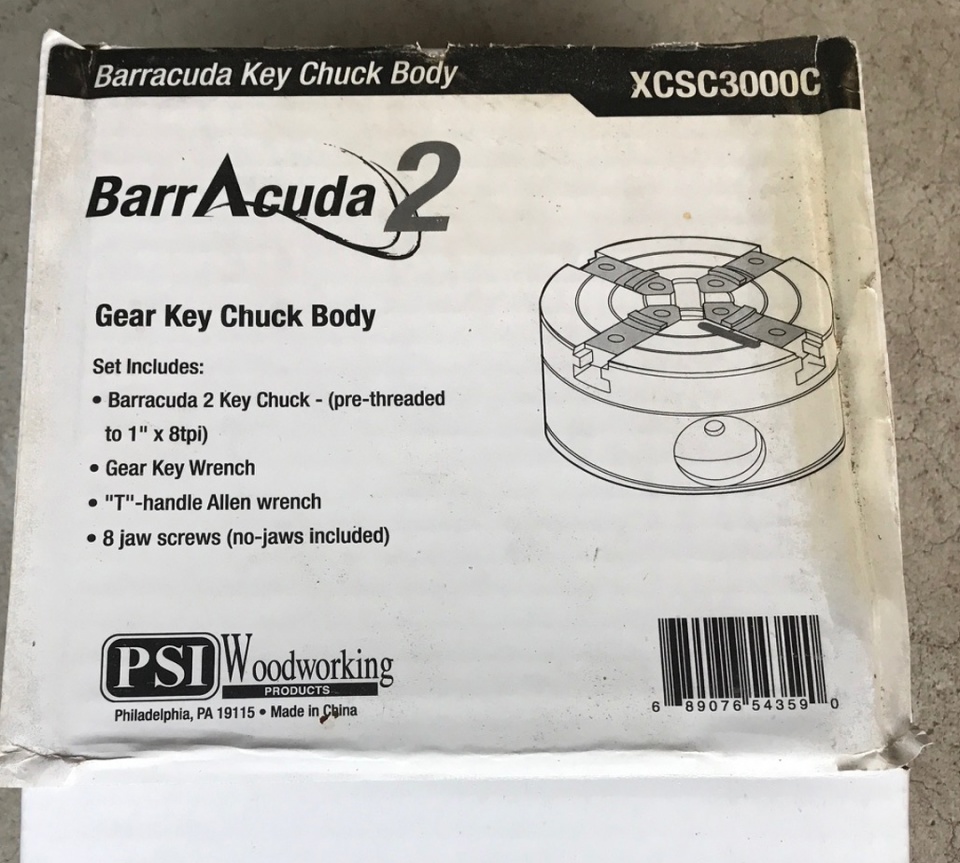 Barracuda Key Chuck Body
XCSC3000C
BarrAcuda 2
Gear Key Chuck Body
Set Includes:
• Barracuda 2 Key Chuck - (pre-threaded
to 1" x 8tpi)
• Gear Key Wrench
• "T"-handle Allen wrench
• 8 jaw screws (no-jaws included)
PSI Woodworking
PRODUCTS
Philadelphia, PA 19115 • Made in China
6 89076 54359 0